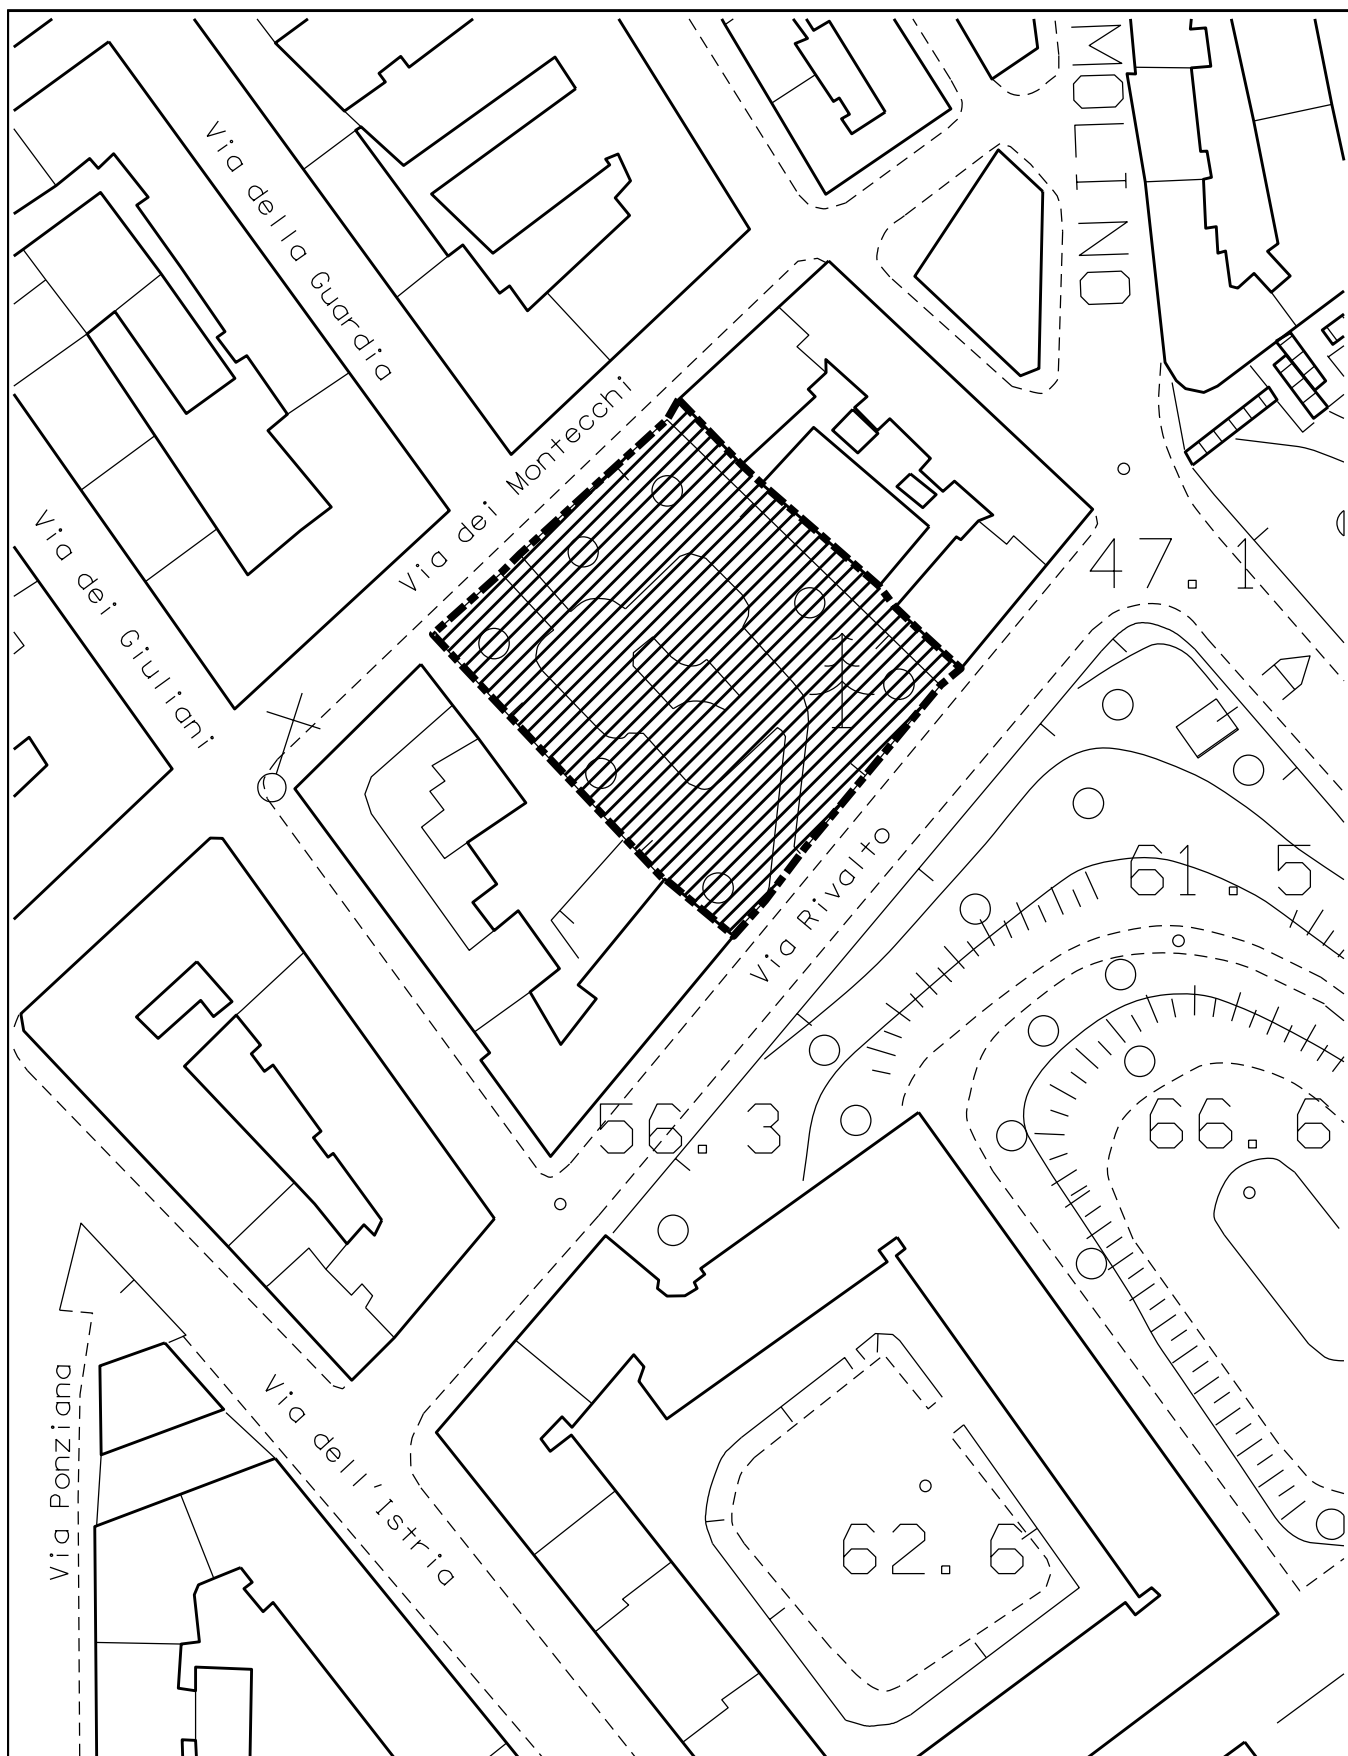 MOLINO
Via della Guardia
Via dei Montecchi
Via dei Giuliani
47.1
61.5
Via Rivalto
56.3
66.6
Via Ponziana
Via dell'Istria
62.6